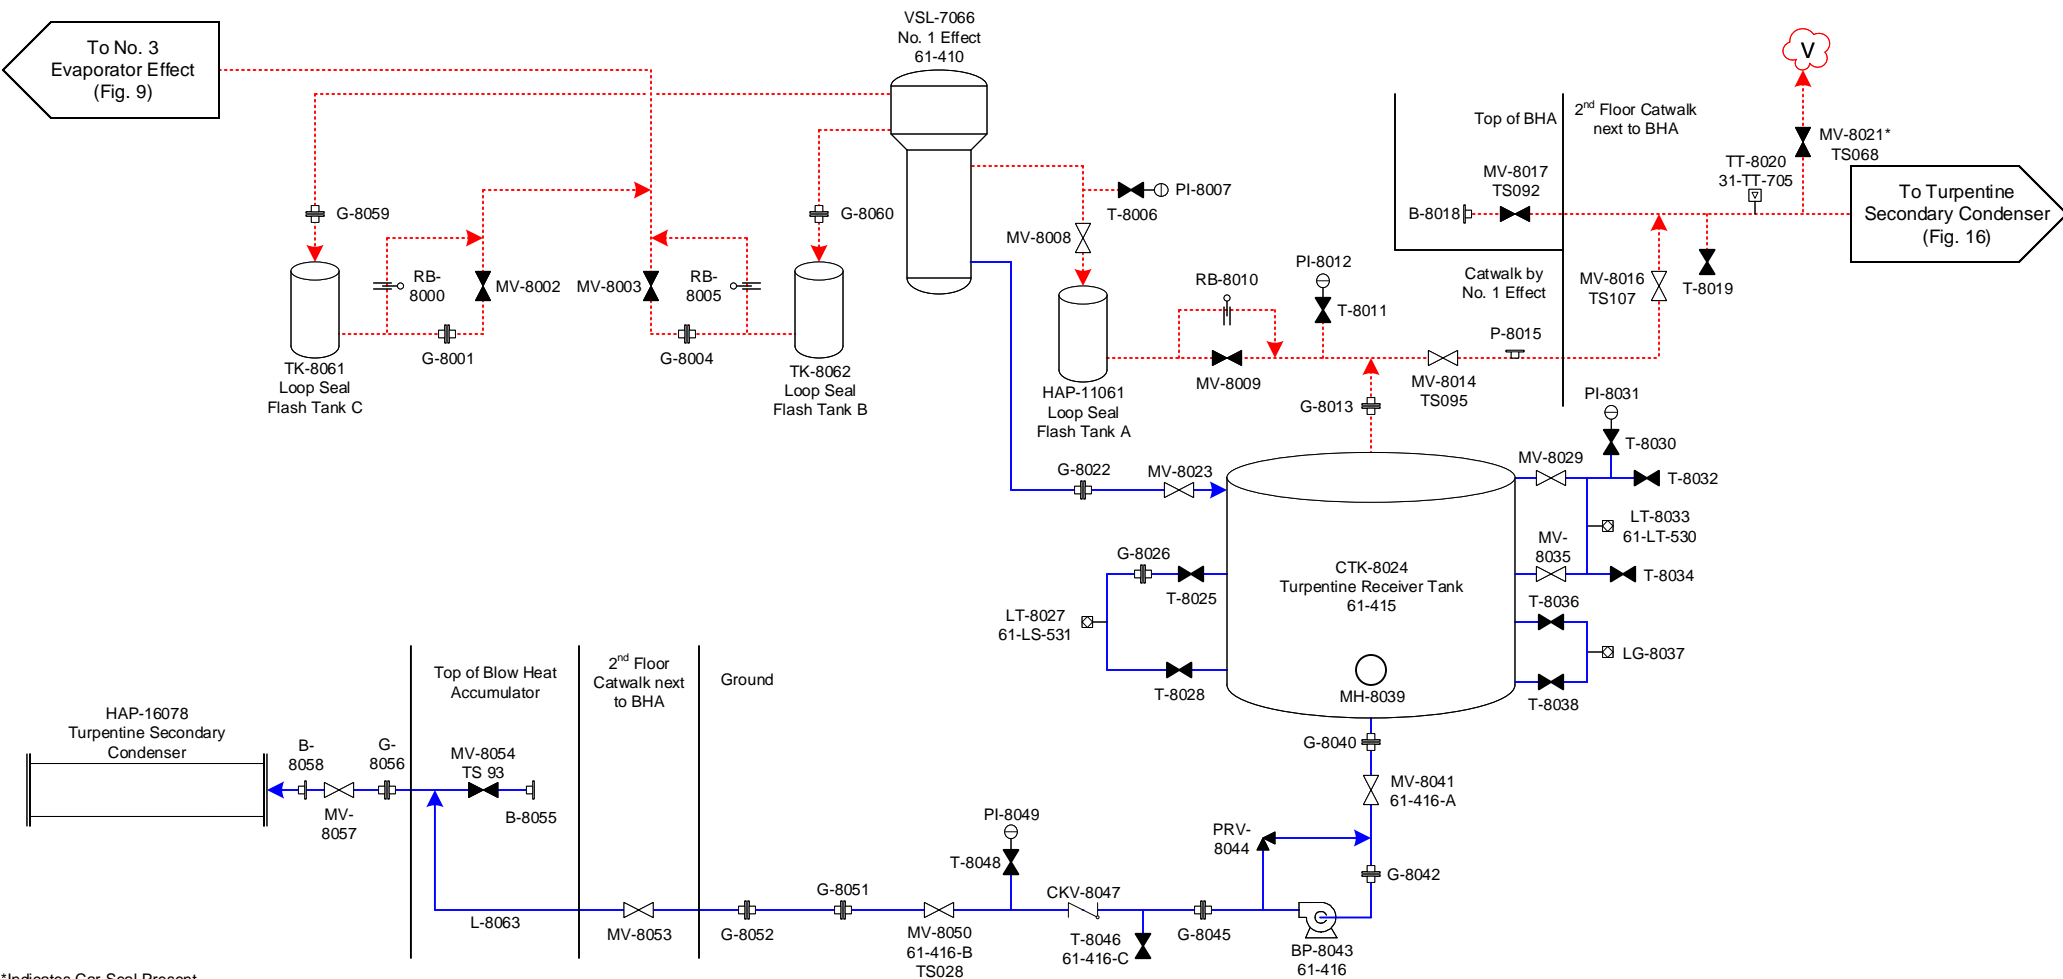 To No. 3
Evaporator Effect
(Fig. 9)
VSL-7066
No. 1 Effect
61-410
V
Top of BHA
2nd Floor Catwalk
next to BHA
MV-8021*
TS068
TT-8020
31-TT-705
MV-8017
TS092
B-8018
To Turpentine
Secondary Condenser
(Fig. 16)
G-8059
G-8060
PI-8007
T-8006
MV-8008
RB-
8000
MV-8002
MV-8003
RB-
8005
G-8001
G-8004
TK-8061
Loop Seal
Flash Tank C
TK-8062
Loop Seal
Flash Tank B
RB-8010
PI-8012
T-8011
Catwalk by
No. 1 Effect
MV-8016
TS107
T-8019
P-8015
MV-8009
MV-8014
TS095
HAP-11061
Loop Seal
Flash Tank A
G-8013
PI-8031
T-8030
MV-8029
T-8032
G-8022
MV-8023
LT-8033
61-LT-530
MV-
8035
T-8034
G-8026
T-8025
CTK-8024
Turpentine Receiver Tank
61-415
T-8036
LT-8027
61-LS-531
LG-8037
T-8028
MH-8039
T-8038
Top of Blow Heat
Accumulator
2nd Floor
Catwalk next
to BHA
Ground
HAP-16078
Turpentine Secondary
Condenser
B-
8058
G-
8056
MV-8054
TS 93
MV-
8057
B-8055
G-8040
MV-8041
61-416-A
PRV-
8044
G-8042
PI-8049
T-8048
CKV-8047
G-8051
L-8063
MV-8053
G-8052
MV-8050
61-416-B
TS028
T-8046
61-416-C
G-8045
BP-8043
61-416
*Indicates Car Seal Present